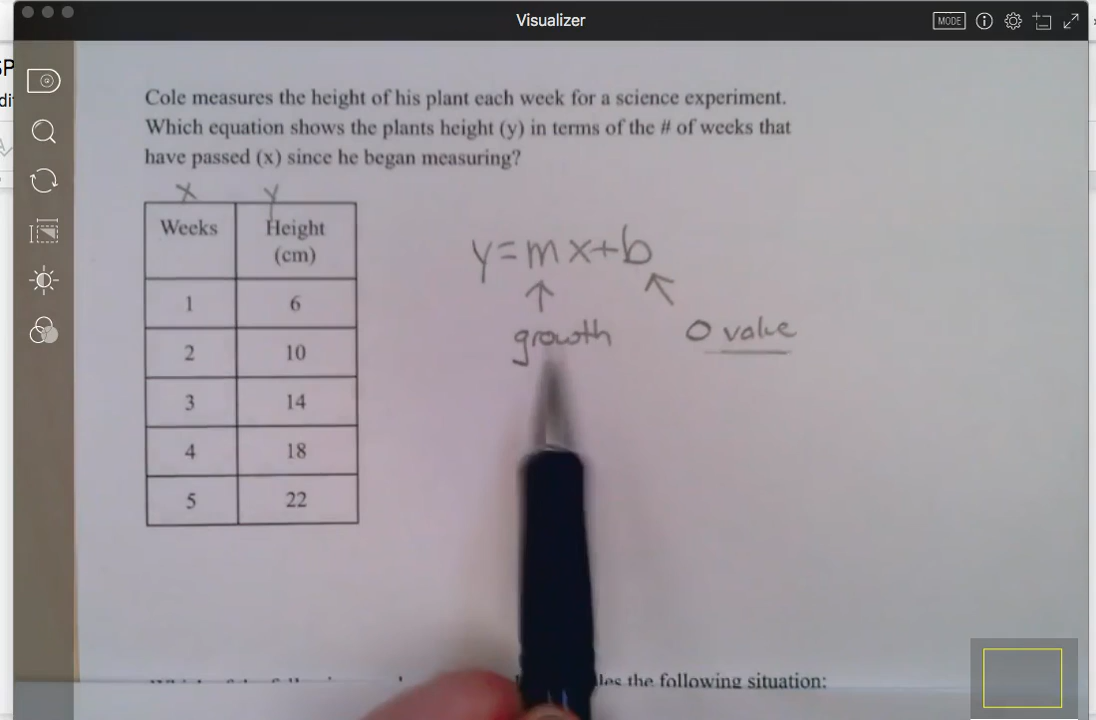 Visualizer
MODE
SP
di
Cole measures the height of his plant each week for a science experiment.
Which equation shows the plants height (y) in terms of the # of weeks that
have passed (x) since he began measuring?
x y
Weeks Height
(cm)
1 6
2 10
3 14
4 18
5 22
y=mx+b
growth
0 value
the following situation: